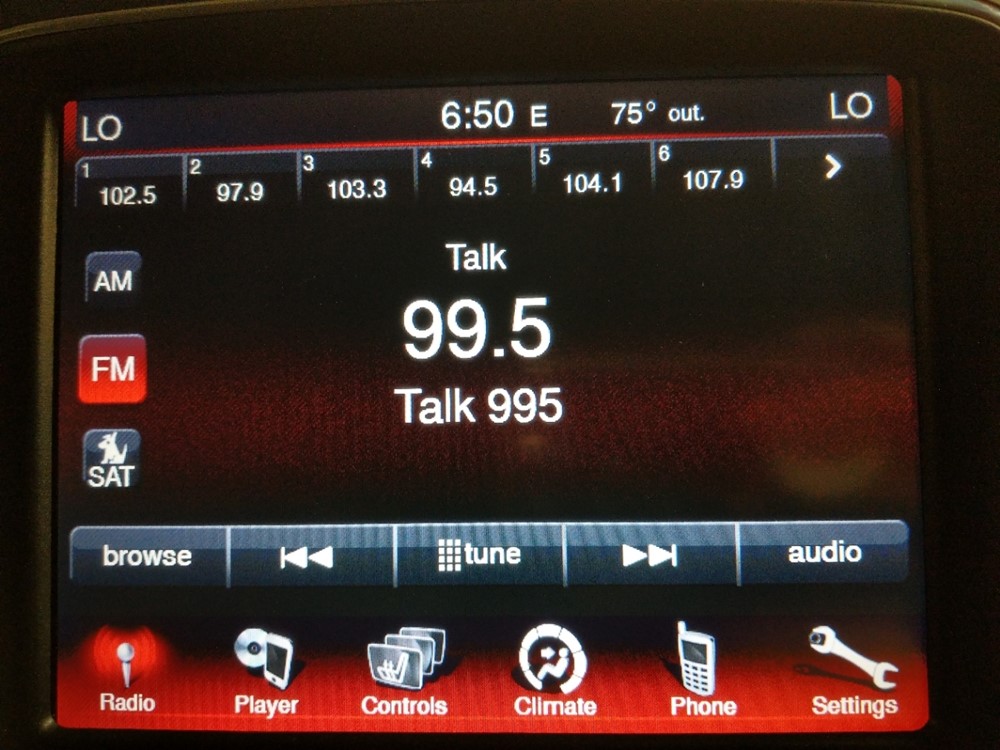 LO 6:50 E 75° out. LO
1 2 3 4 5 6
102.5 97.9 103.3 94.5 104.1 107.9
Talk
AM
99.5
FM
Talk 995
SAT
browse tune audio
Radio Player Controls Climate Phone Settings